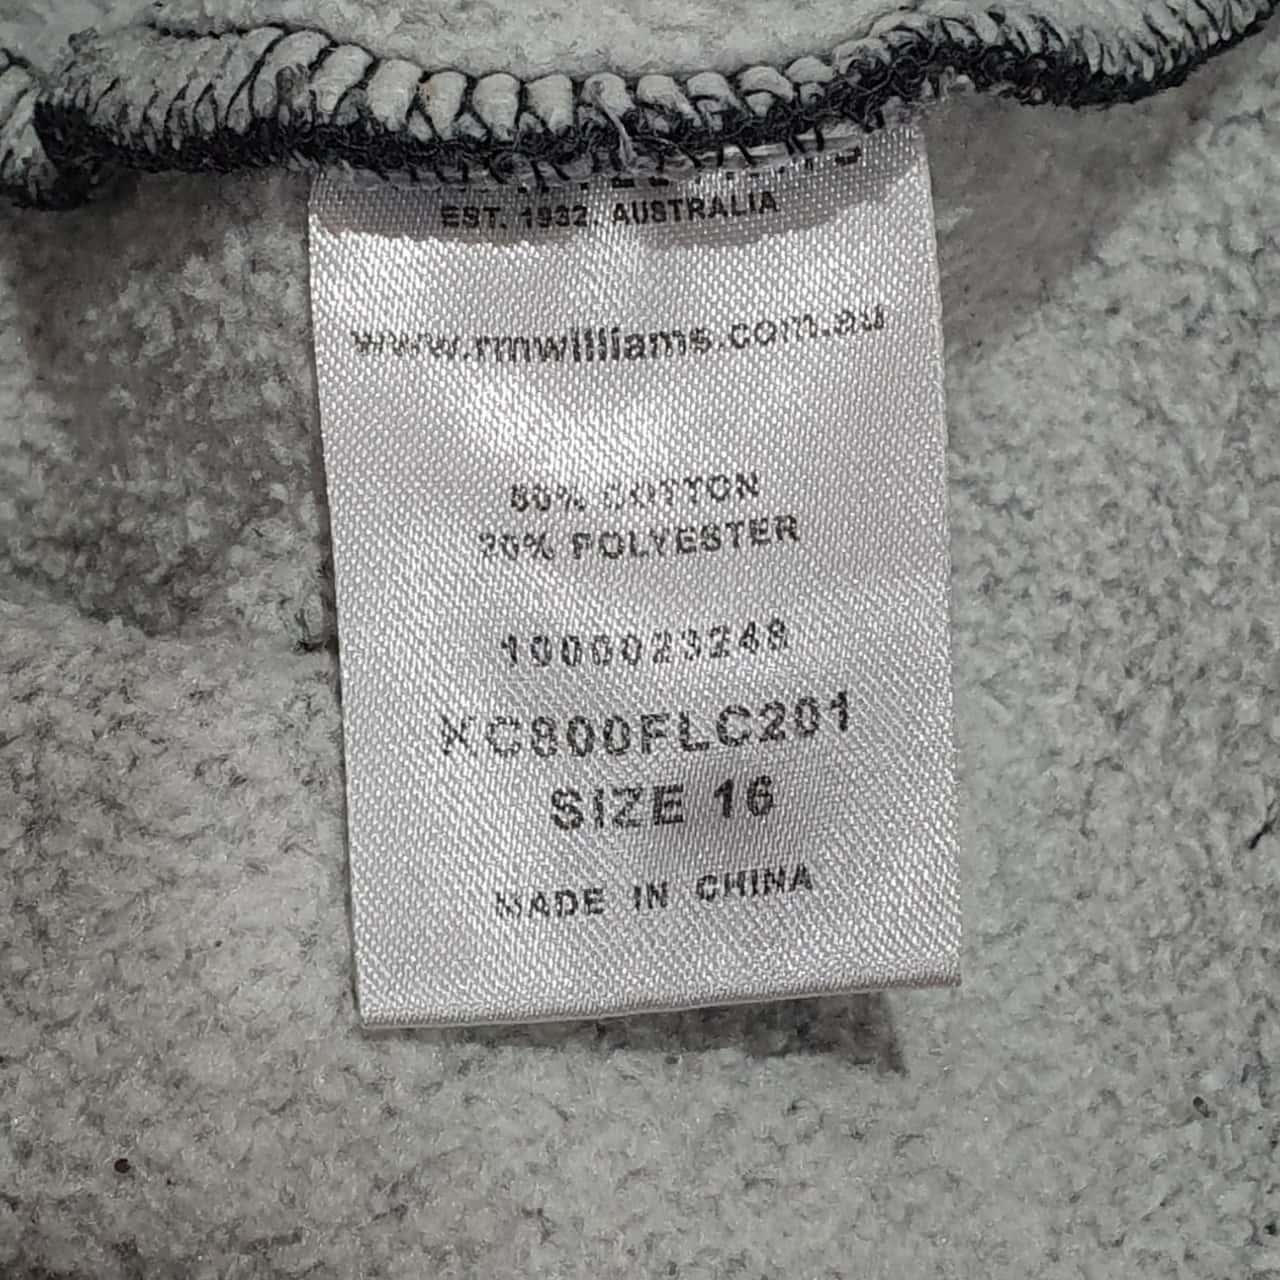 EST. 1932. AUSTRALIA
www.rmwilliams.com.au
80% COTTON
20% POLYESTER
1000023248
XC800FLC201
SIZE 16
MADE IN CHINA